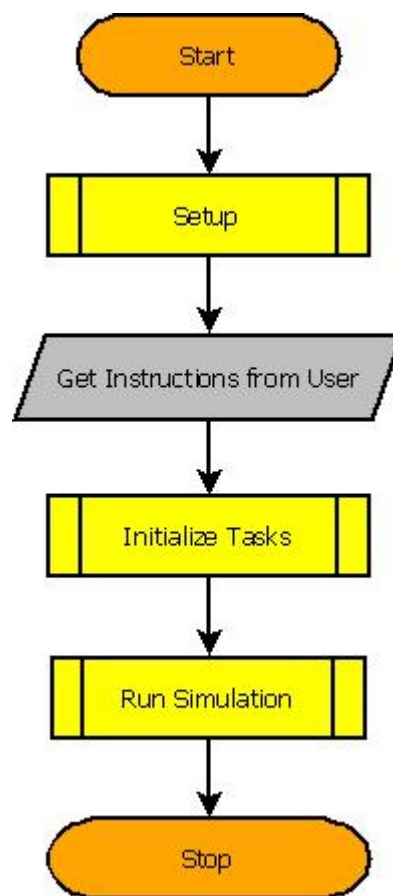 Start
Setup
Get Instructions from User
Initialize Tasks
Run Simulation
Stop